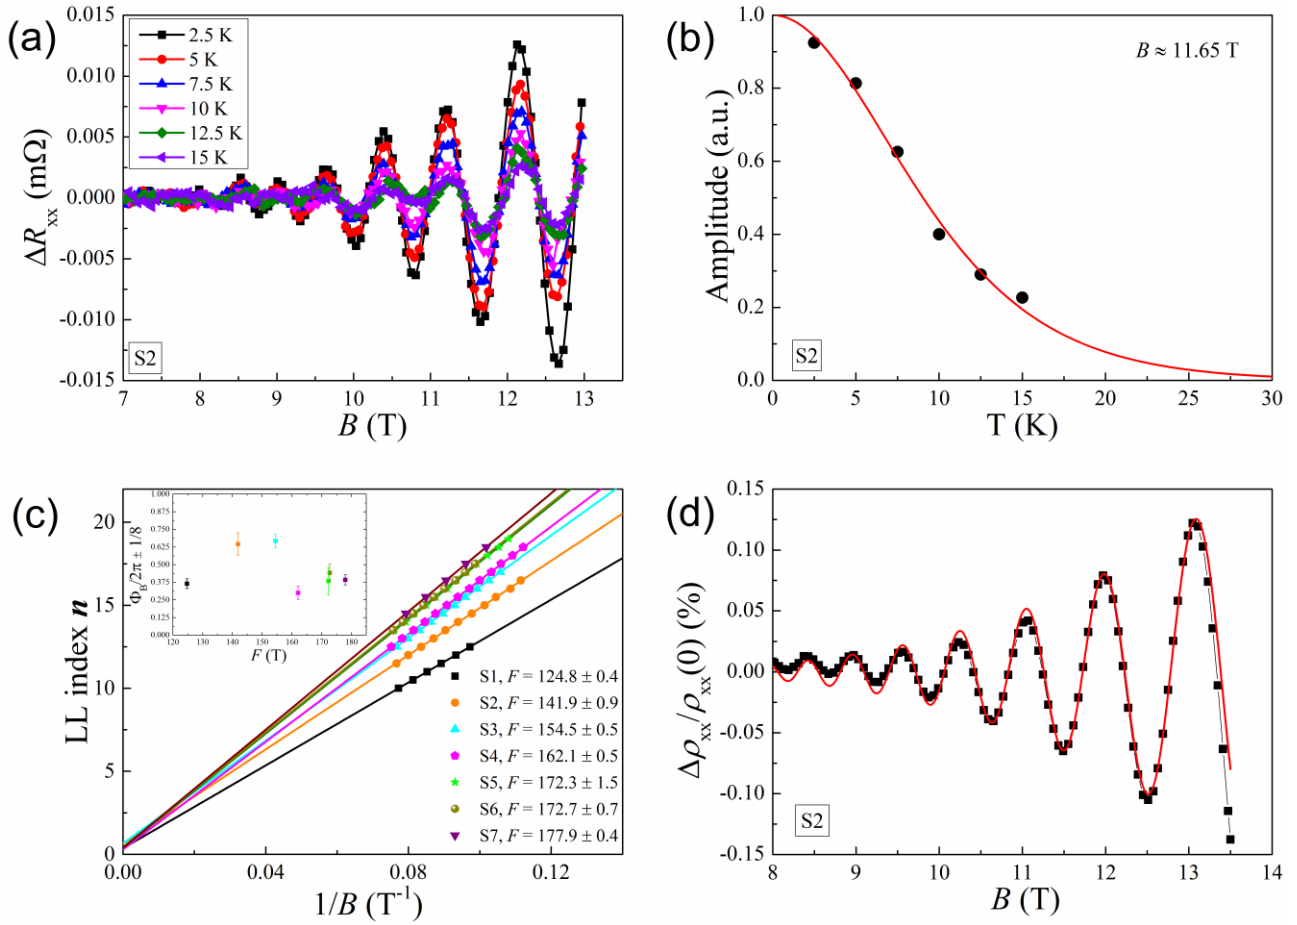 (a)
0.015
0.010
0.005
0.000
-0.005
-0.010
-0.015
ΔRxx (mΩ)
2.5 K
5 K
7.5 K
10 K
12.5 K
15 K
S2
7 8 9 10 11 12 13
B (T)
(b)
1.0
0.8
0.6
0.4
0.2
0.0
Amplitude (a.u.)
B ≈ 11.65 T
S2
0 5 10 15 20 25 30
T (K)
(c)
20
15
10
5
0
LL index n
1.000
0.875
0.750
0.625
0.500
0.375
0.250
0.125
0.000
ΦB/2π ± 1/8
120 130 140 150 160 170 180
F (T)
S1, F = 124.8 ± 0.4
S2, F = 141.9 ± 0.9
S3, F = 154.5 ± 0.5
S4, F = 162.1 ± 0.5
S5, F = 172.3 ± 1.5
S6, F = 172.7 ± 0.7
S7, F = 177.9 ± 0.4
0.00 0.04 0.08 0.12
1/B (T⁻¹)
(d)
0.15
0.10
0.05
0.00
-0.05
-0.10
-0.15
Δρxx/ρxx(0) (%)
S2
8 9 10 11 12 13 14
B (T)